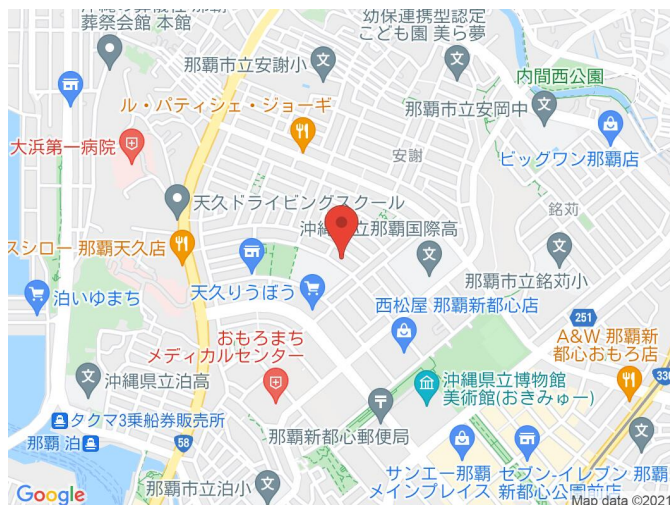 沖縄の葬儀社 那覇
葬祭会館 本館
幼保連携型認定
こども園 美ら夢
那覇市立安謝小
内間西公園
那覇市立安岡中
ル・パティシェ・ジョーギ
大浜第一病院
安謝
ビッグワン那覇店
天久ドライビングスクール
銘苅
沖縄県立那覇国際高
スシロー 那覇天久店
那覇市立銘苅小
天久りうぼう
泊いゆまち
西松屋 那覇新都心店
251
おもろまち
メディカルセンター
A&W 那覇新
都心おもろ店
330
沖縄県立泊高
沖縄県立博物館
美術館(おきみゅー)
タクマ3乗船券販売所
那覇 泊
58
那覇新都心郵便局
サンエー那覇
メインプレイス
セブン-イレブン 那覇
新都心公園前店
那覇市立泊小
Google
Map data ©2021